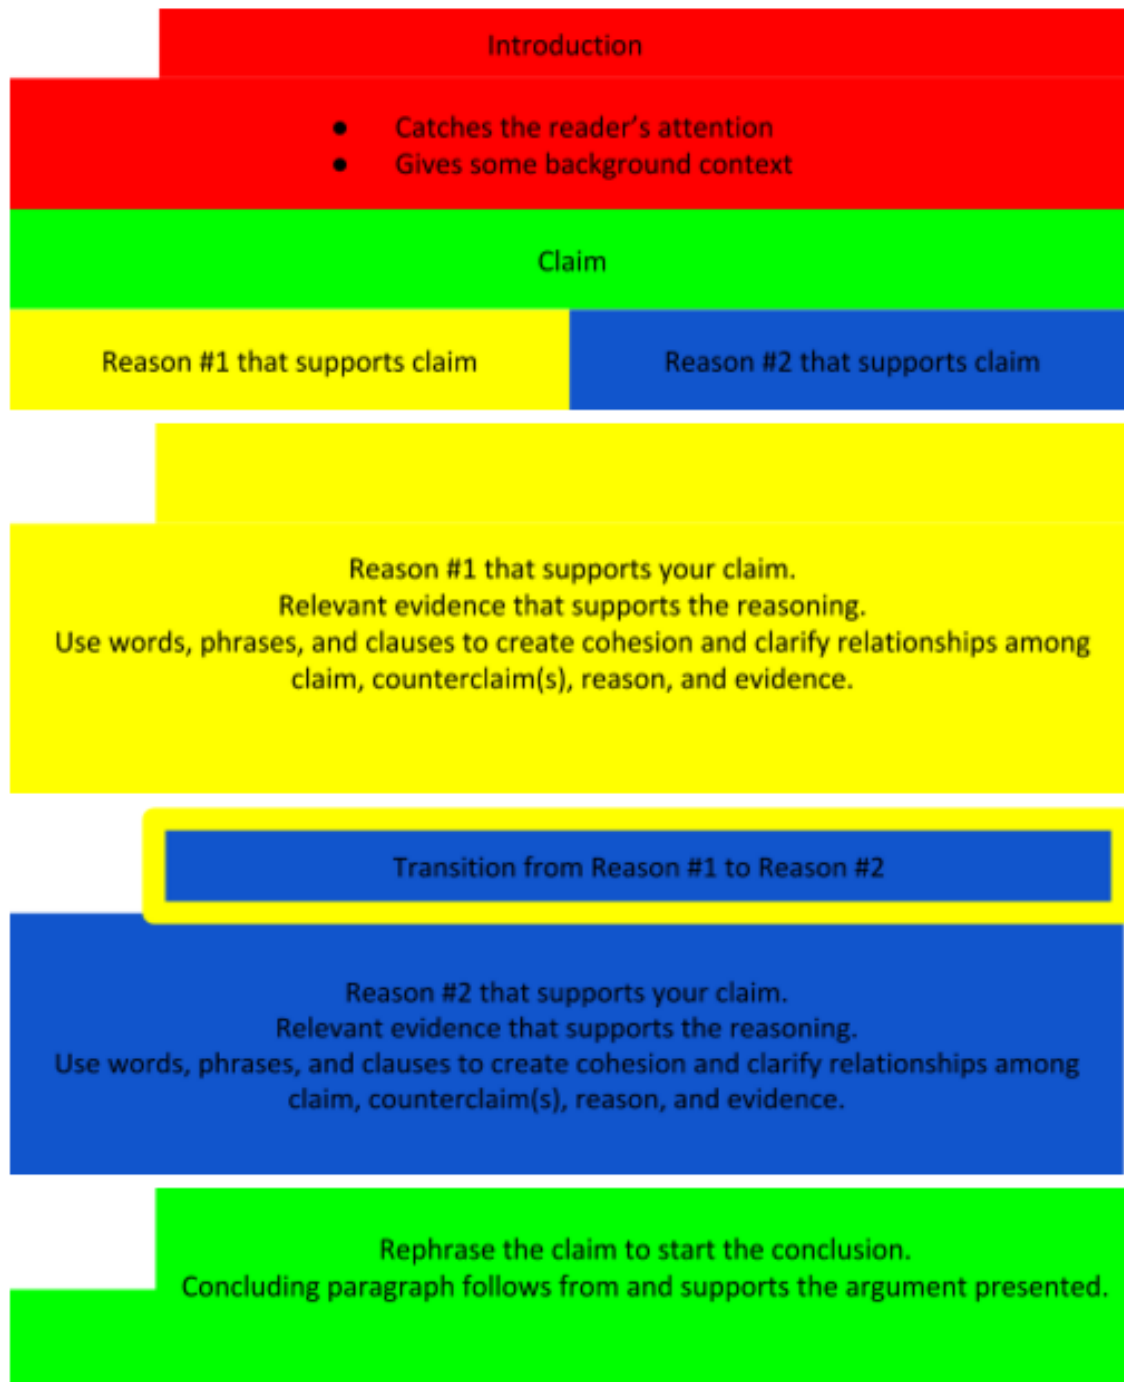 Introduction
● Catches the reader's attention
● Gives some background context
Claim
Reason #1 that supports claim
Reason #2 that supports claim
Reason #1 that supports your claim.
Relevant evidence that supports the reasoning.
Use words, phrases, and clauses to create cohesion and clarify relationships among
claim, counterclaim(s), reason, and evidence.
Transition from Reason #1 to Reason #2
Reason #2 that supports your claim.
Relevant evidence that supports the reasoning.
Use words, phrases, and clauses to create cohesion and clarify relationships among
claim, counterclaim(s), reason, and evidence.
Rephrase the claim to start the conclusion.
Concluding paragraph follows from and supports the argument presented.